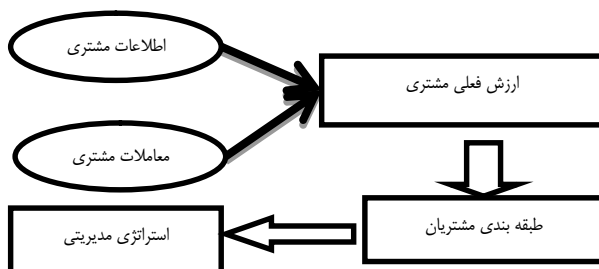 اطلاعات مشتری
ارزش فعلی مشتری
معاملات مشتری
طبقه بندی مشتریان
استراتژی مدیریتی